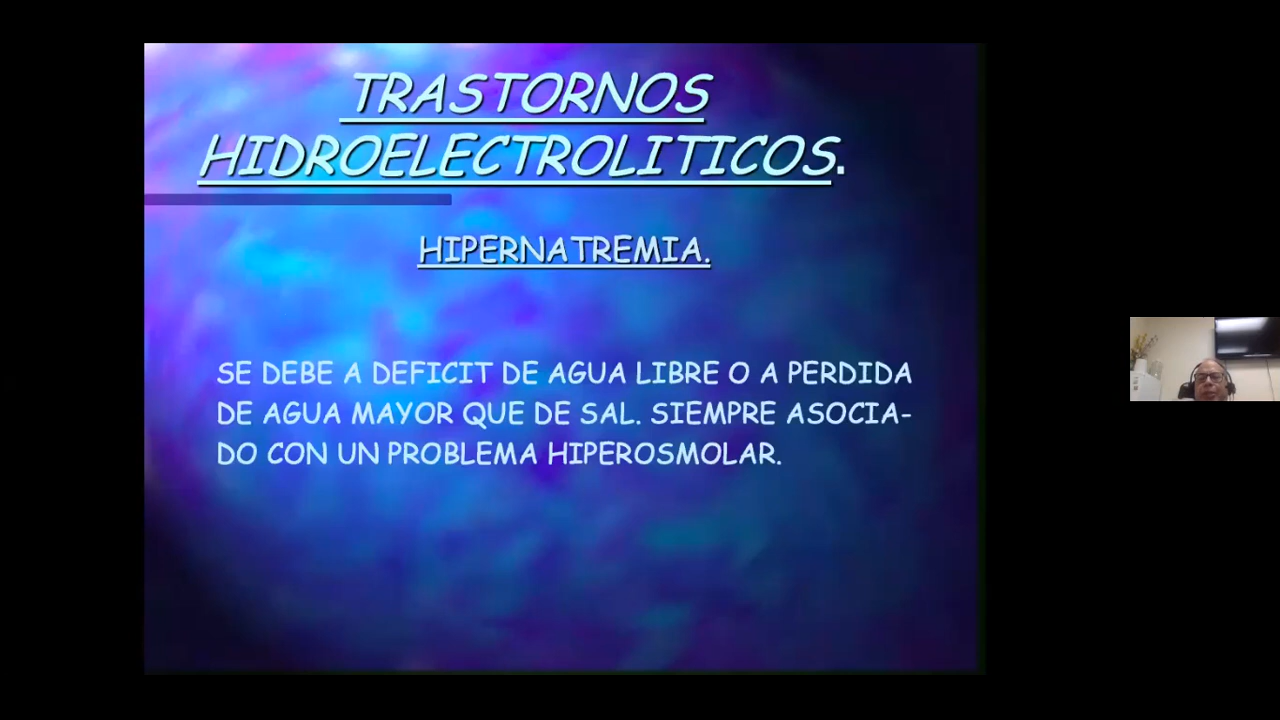 TRASTORNOS
HIDROELECTROLITICOS.
HIPERNATREMIA.
SE DEBE A DEFICIT DE AGUA LIBRE O A PERDIDA
DE AGUA MAYOR QUE DE SAL. SIEMPRE ASOCIA-
DO CON UN PROBLEMA HIPEROSMOLAR.